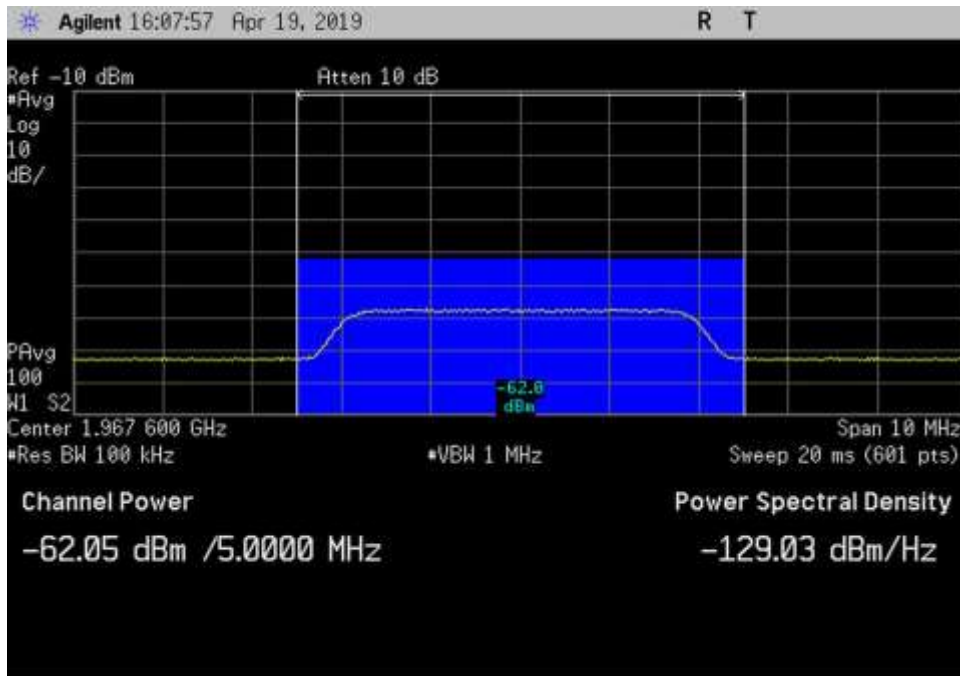 Agilent 16:07:57 Apr 19, 2019 R T
Ref -10 dBm Atten 10 dB
#Avg
Log
10
dB/
PAvg
100
W1 S2
-62.0
dBm
Center 1.967 600 GHz Span 10 MHz
#Res BW 100 kHz #VBW 1 MHz Sweep 20 ms (601 pts)
Channel Power Power Spectral Density
-62.05 dBm /5.0000 MHz -129.03 dBm/Hz